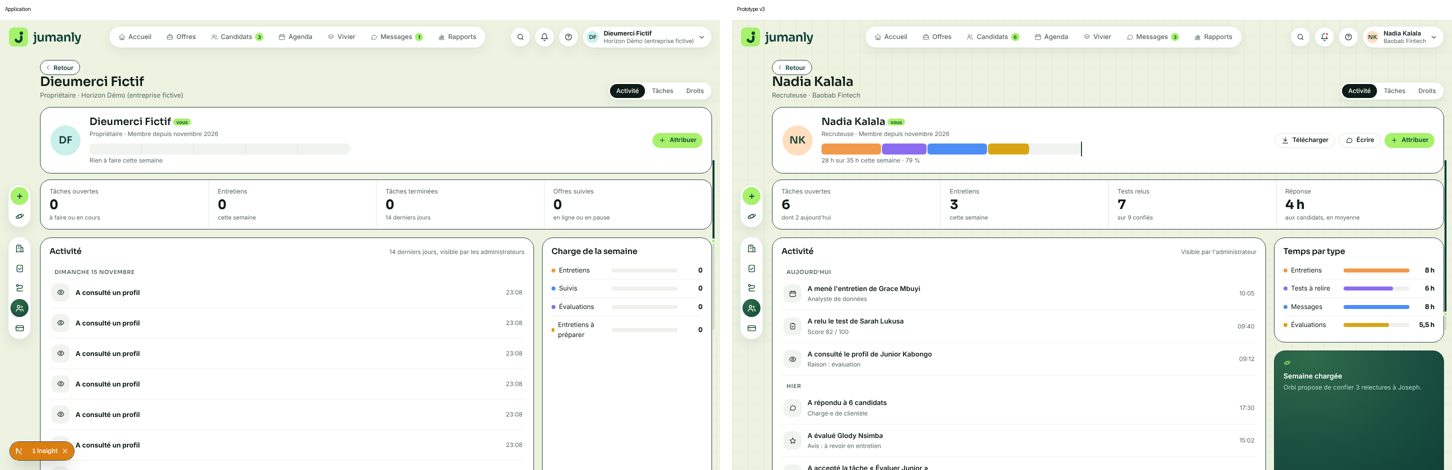 Application
jumanly
Accueil Offres Candidats 3 Agenda Vivier Messages 1 Rapports
DF Dieumerci Fictif
Horizon Démo (entreprise fictive)
Retour
Dieumerci Fictif
Propriétaire · Horizon Démo (entreprise fictive)
Activité Tâches Droits
DF
Dieumerci Fictif vous
Propriétaire · Membre depuis novembre 2026
Rien à faire cette semaine
+ Attribuer
Tâches ouvertes
0
à faire ou en cours
Entretiens
0
cette semaine
Tâches terminées
0
14 derniers jours
Offres suivies
0
en ligne ou en pause
Activité
14 derniers jours, visible par les administrateurs
DIMANCHE 15 NOVEMBRE
A consulté un profil 23:08
A consulté un profil 23:08
A consulté un profil 23:08
A consulté un profil 23:08
A consulté un profil 23:08
A consulté un profil 23:08
Charge de la semaine
Entretiens 0
Suivis 0
Évaluations 0
Entretiens à
préparer 0
N 1 Insight ×
Prototype v3
jumanly
Accueil Offres Candidats 6 Agenda Vivier Messages 3 Rapports
NK Nadia Kalala
Baobab Fintech
Retour
Nadia Kalala
Recruteuse · Baobab Fintech
Activité Tâches Droits
NK
Nadia Kalala vous
Recruteuse · Membre depuis novembre 2026
28 h sur 35 h cette semaine · 79 %
Télécharger Écrire + Attribuer
Tâches ouvertes
6
dont 2 aujourd'hui
Entretiens
3
cette semaine
Tests relus
7
sur 9 confiés
Réponse
4 h
aux candidats, en moyenne
Activité
Visible par l'administrateur
AUJOURD'HUI
A mené l'entretien de Grace Mbuyi
Analyste de données
10:05
A relu le test de Sarah Lukusa
Score 82 / 100
09:40
A consulté le profil de Junior Kabongo
Raison : évaluation
09:12
HIER
A répondu à 6 candidats
Chargé·e de clientèle
17:30
A évalué Glody Nsimba
Avis : à revoir en entretien
15:02
A accepté la tâche « Évaluer Junior »
Temps par type
Entretiens 8 h
Tests à relire 6 h
Messages 8 h
Évaluations 5,5 h
Semaine chargée
Orbi propose de confier 3 relectures à Joseph.